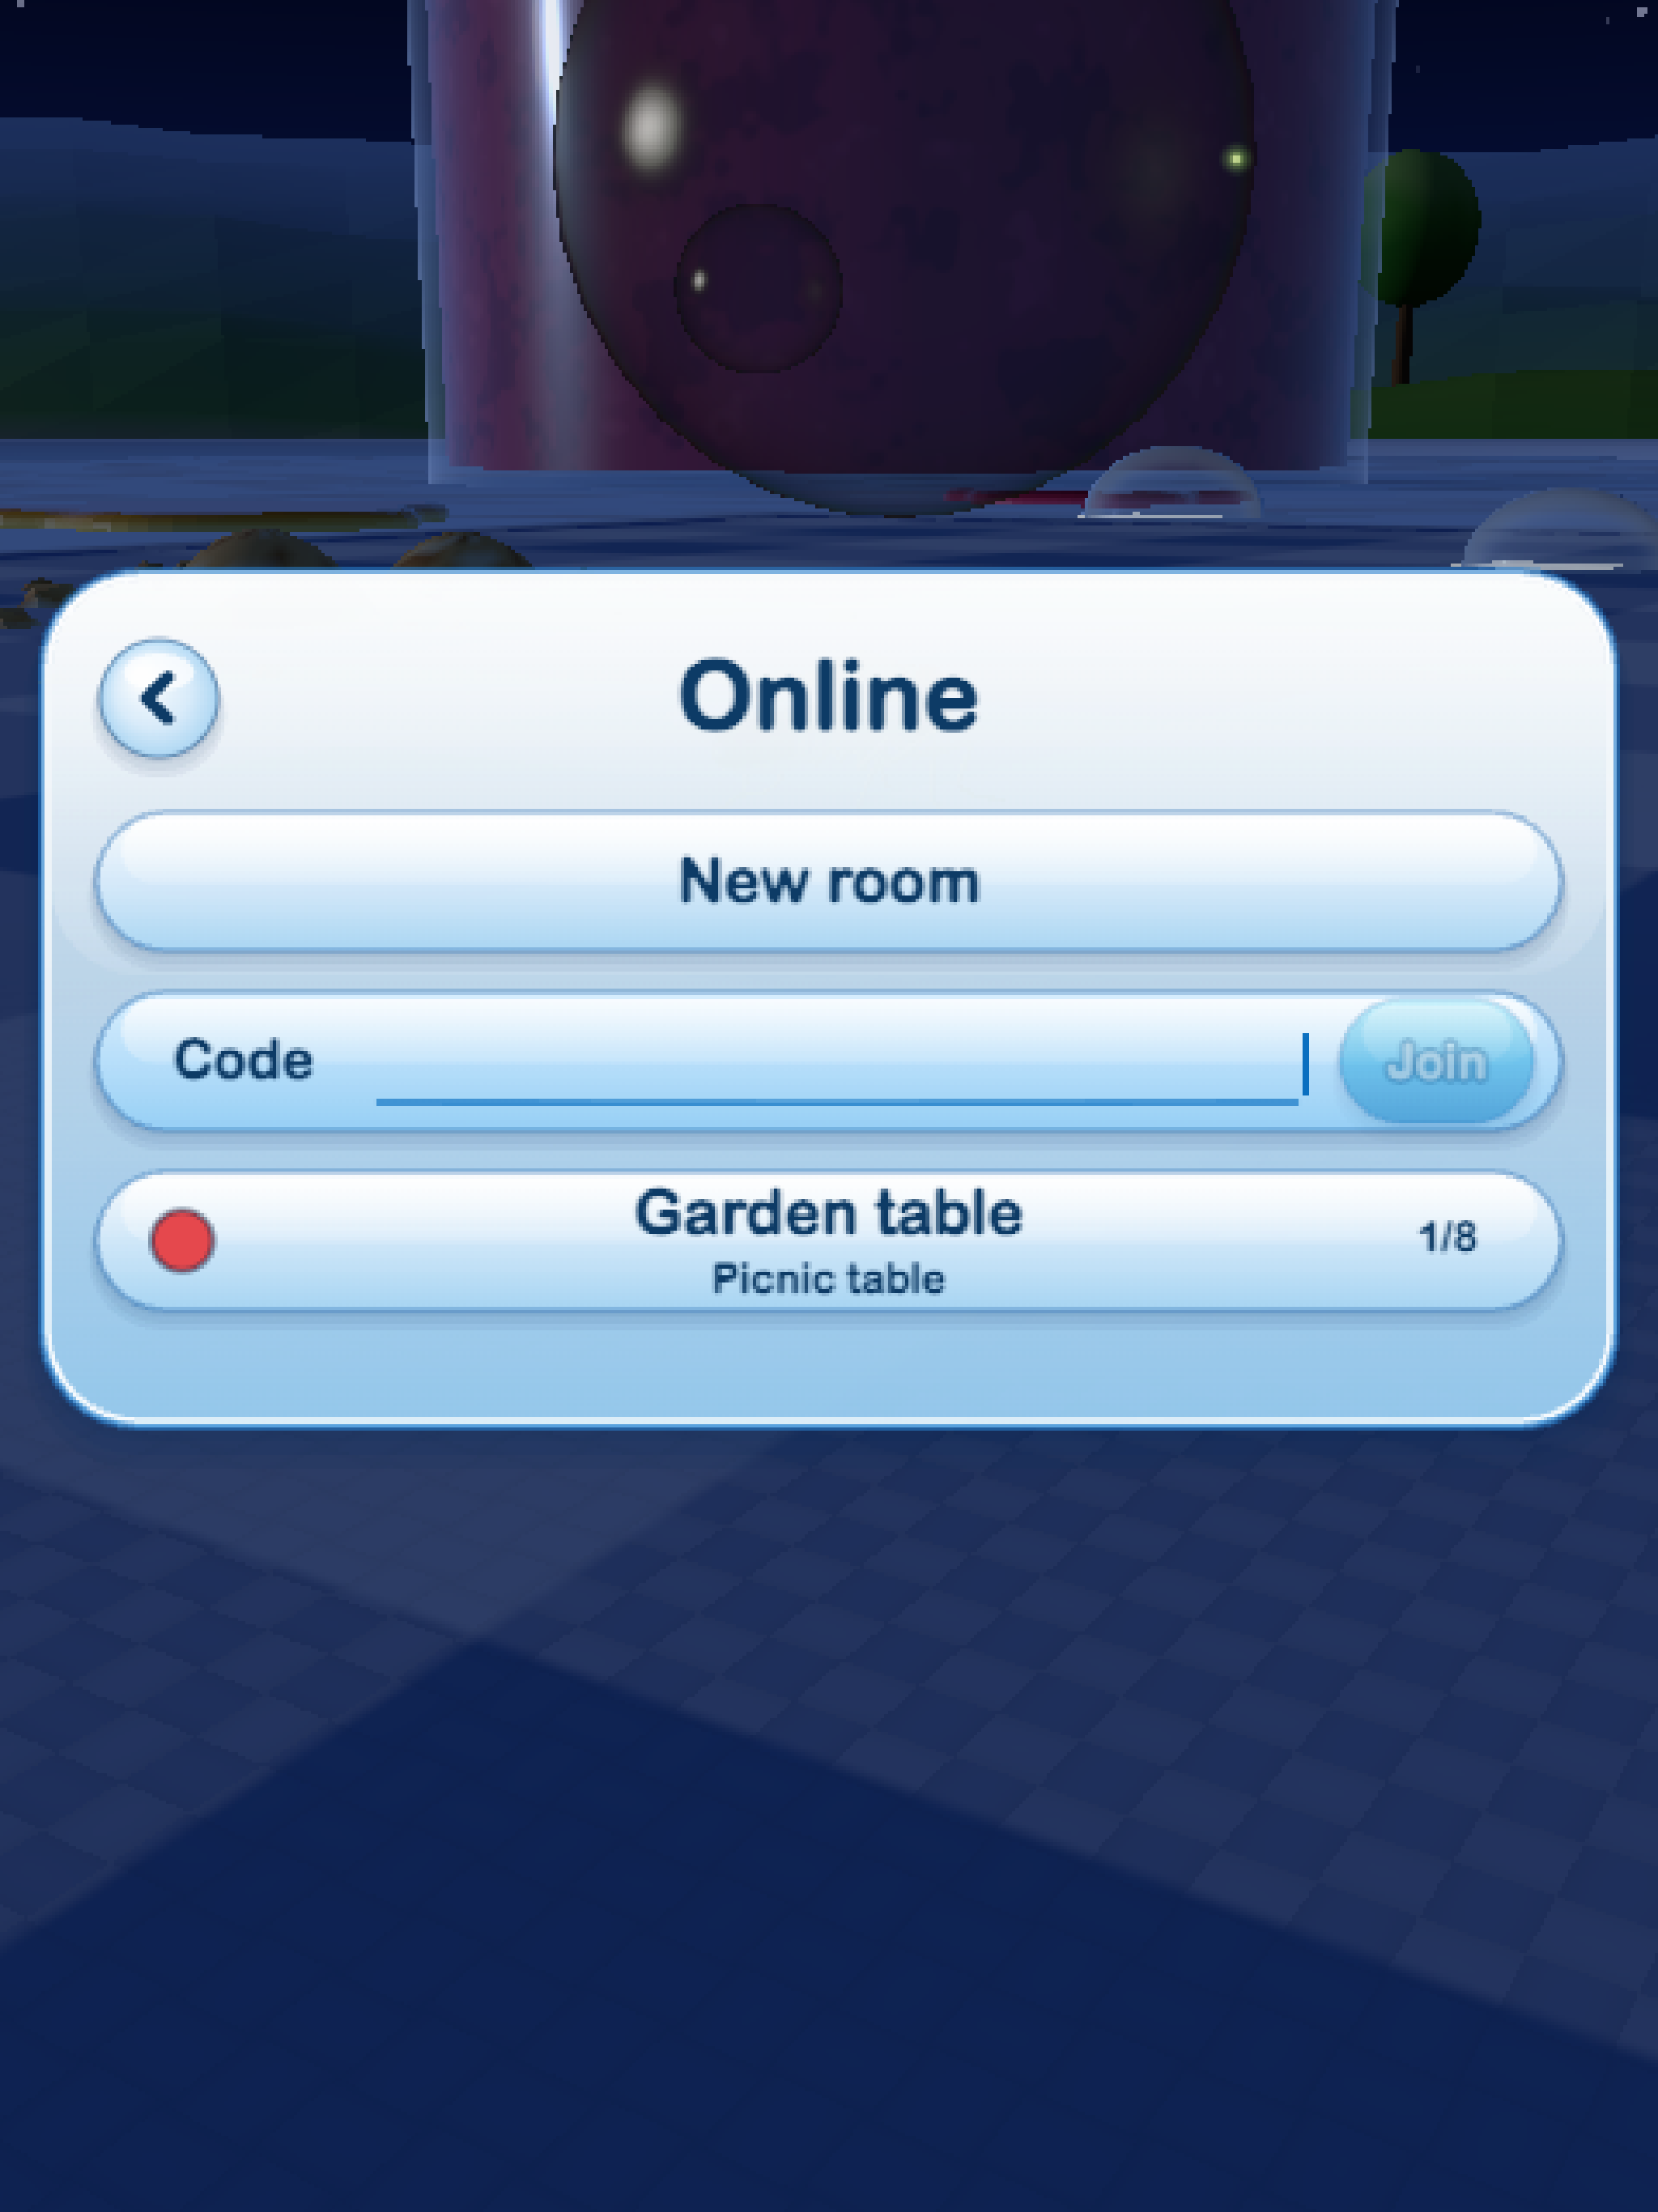 Online
New room
Code
Join
Garden table
1/8
Picnic table